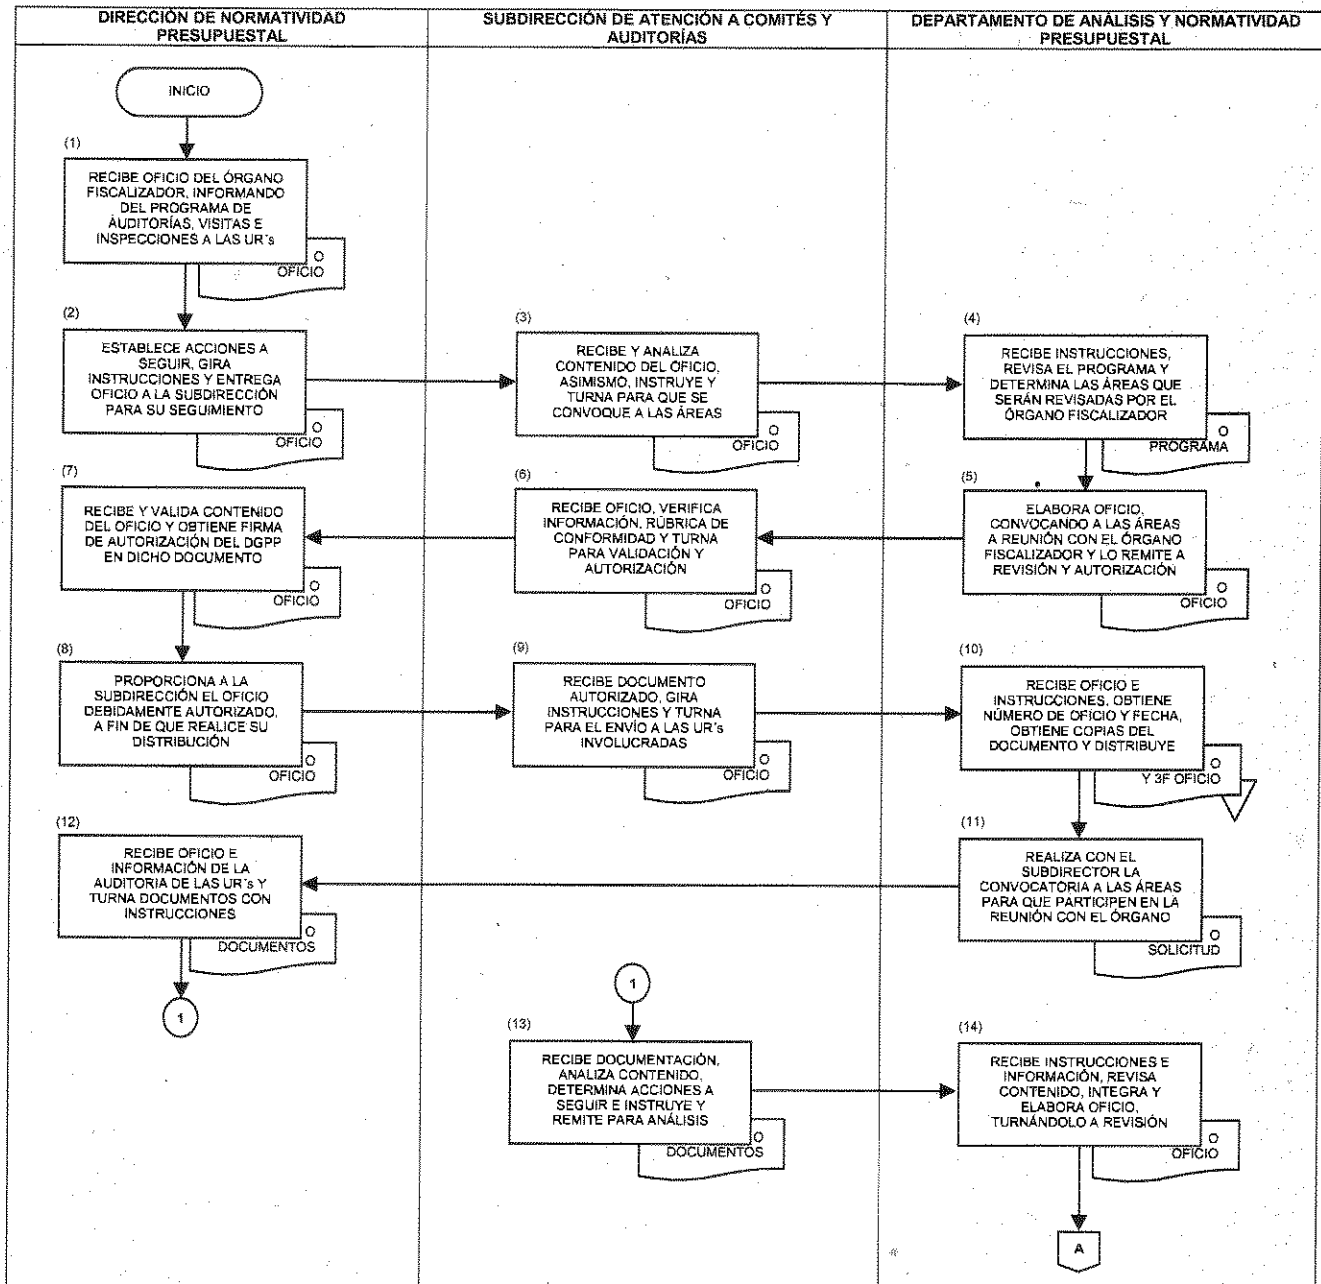 DIRECCIÓN DE NORMATIVIDAD
PRESUPUESTAL
SUBDIRECCIÓN DE ATENCIÓN A COMITÉS Y
AUDITORÍAS
DEPARTAMENTO DE ANÁLISIS Y NORMATIVIDAD
PRESUPUESTAL
INICIO
(1)
RECIBE OFICIO DEL ÓRGANO
FISCALIZADOR, INFORMANDO
DEL PROGRAMA DE
AUDITORÍAS, VISITAS E
INSPECCIONES A LAS UR´s
O
OFICIO
(2)
ESTABLECE ACCIONES A
SEGUIR, GIRA
INSTRUCCIONES Y ENTREGA
OFICIO A LA SUBDIRECCIÓN
PARA SU SEGUIMIENTO
O
OFICIO
(3)
RECIBE Y ANALIZA
CONTENIDO DEL OFICIO,
ASIMISMO, INSTRUYE Y
TURNA PARA QUE SE
CONVOQUE A LAS ÁREAS
O
OFICIO
(4)
RECIBE INSTRUCCIONES,
REVISA EL PROGRAMA Y
DETERMINA LAS ÁREAS QUE
SERÁN REVISADAS POR EL
ÓRGANO FISCALIZADOR
O
PROGRAMA
(5)
ELABORA OFICIO,
CONVOCANDO A LAS ÁREAS
A REUNIÓN CON EL ÓRGANO
FISCALIZADOR Y LO REMITE A
REVISIÓN Y AUTORIZACIÓN
O
OFICIO
(6)
RECIBE OFICIO, VERIFICA
INFORMACIÓN, RÚBRICA DE
CONFORMIDAD Y TURNA
PARA VALIDACIÓN Y
AUTORIZACIÓN
O
OFICIO
(7)
RECIBE Y VALIDA CONTENIDO
DEL OFICIO Y OBTIENE FIRMA
DE AUTORIZACIÓN DEL DGPP
EN DICHO DOCUMENTO
O
OFICIO
(8)
PROPORCIONA A LA
SUBDIRECCIÓN EL OFICIO
DEBIDAMENTE AUTORIZADO,
A FIN DE QUE REALICE SU
DISTRIBUCIÓN
O
OFICIO
(9)
RECIBE DOCUMENTO
AUTORIZADO, GIRA
INSTRUCCIONES Y TURNA
PARA EL ENVÍO A LAS UR´s
INVOLUCRADAS
O
OFICIO
(10)
RECIBE OFICIO E
INSTRUCCIONES, OBTIENE
NÚMERO DE OFICIO Y FECHA,
OBTIENE COPIAS DEL
DOCUMENTO Y DISTRIBUYE
O
Y 3F OFICIO
(11)
REALIZA CON EL
SUBDIRECTOR LA
CONVOCATORIA A LAS ÁREAS
PARA QUE PARTICIPEN EN LA
REUNIÓN CON EL ÓRGANO
O
SOLICITUD
(12)
RECIBE OFICIO E
INFORMACIÓN DE LA
AUDITORIA DE LAS UR´s Y
TURNA DOCUMENTOS CON
INSTRUCCIONES
O
DOCUMENTOS
1
1
(13)
RECIBE DOCUMENTACIÓN,
ANALIZA CONTENIDO,
DETERMINA ACCIONES A
SEGUIR E INSTRUYE Y
REMITE PARA ANÁLISIS
O
DOCUMENTOS
(14)
RECIBE INSTRUCCIONES E
INFORMACIÓN, REVISA
CONTENIDO, INTEGRA Y
ELABORA OFICIO,
TURNÁNDOLO A REVISIÓN
O
OFICIO
A